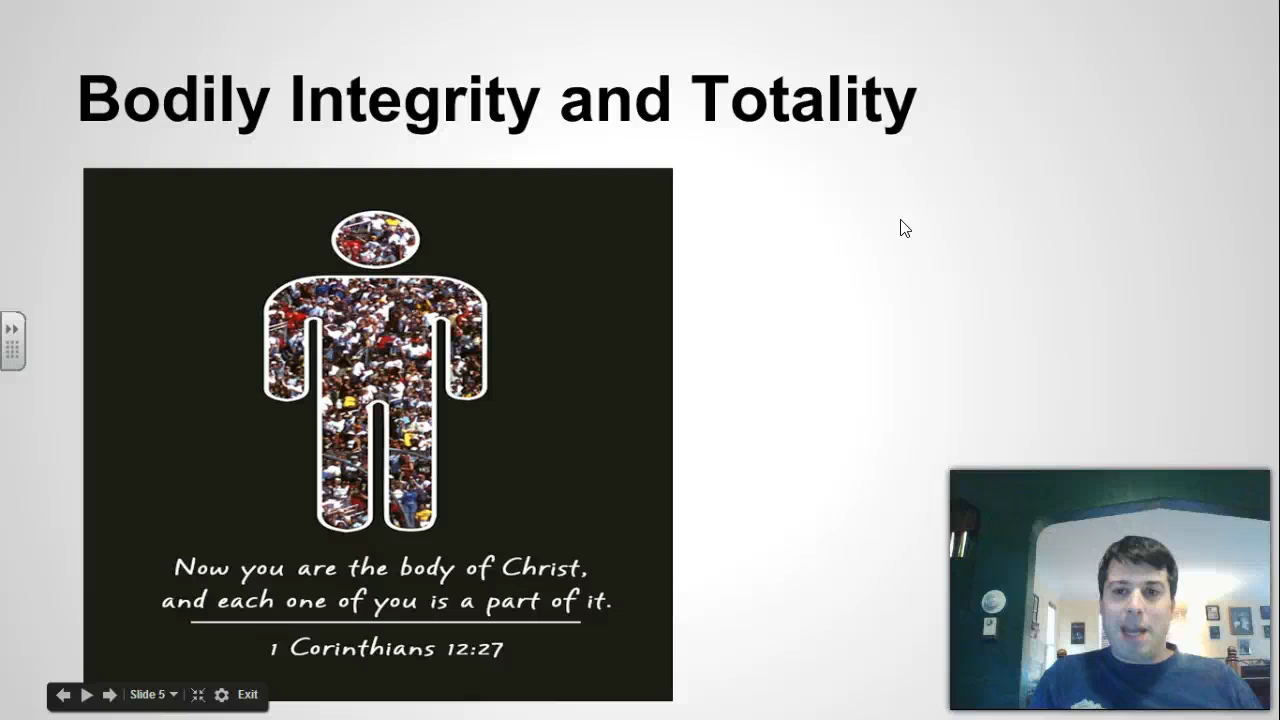 Bodily Integrity and Totality
Now you are the body of Christ,
and each one of you is a part of it.
1 Corinthians 12:27
Slide 5
Exit